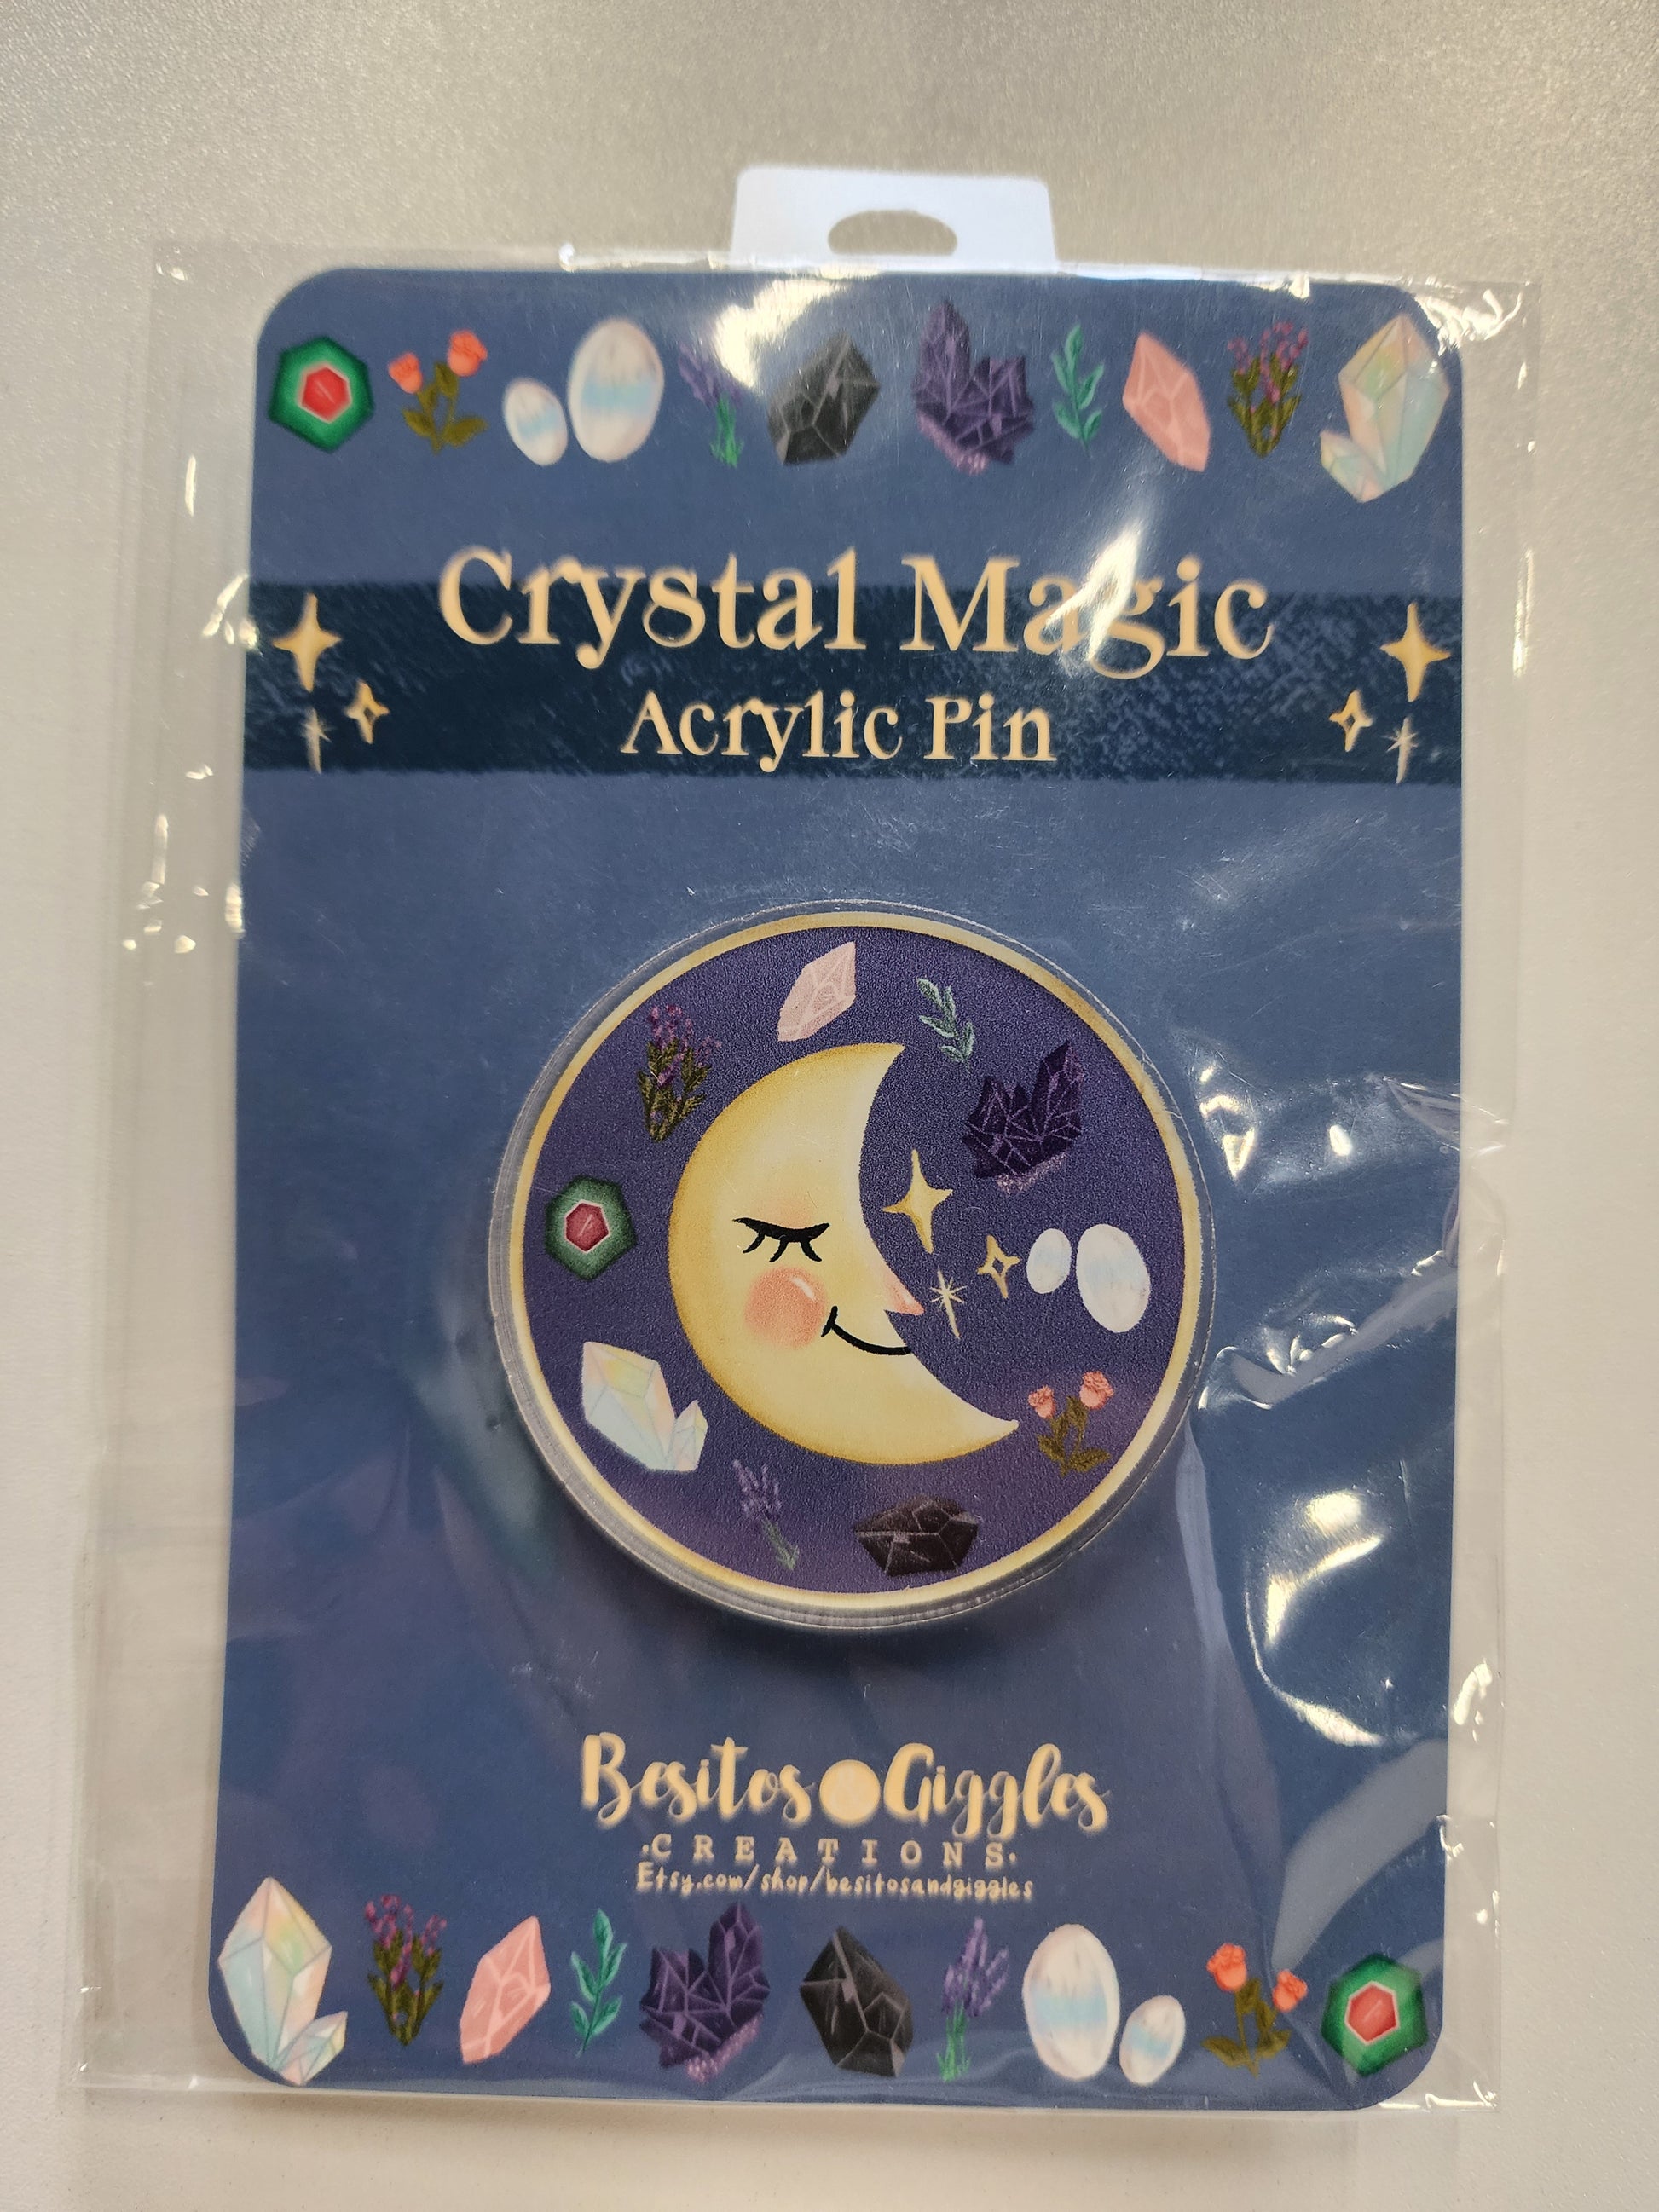 Crystal Magic
Acrylic Pin
Besitos & Giggles
.CREATIONS.
Etsy.com/shop/besitosandgiggles